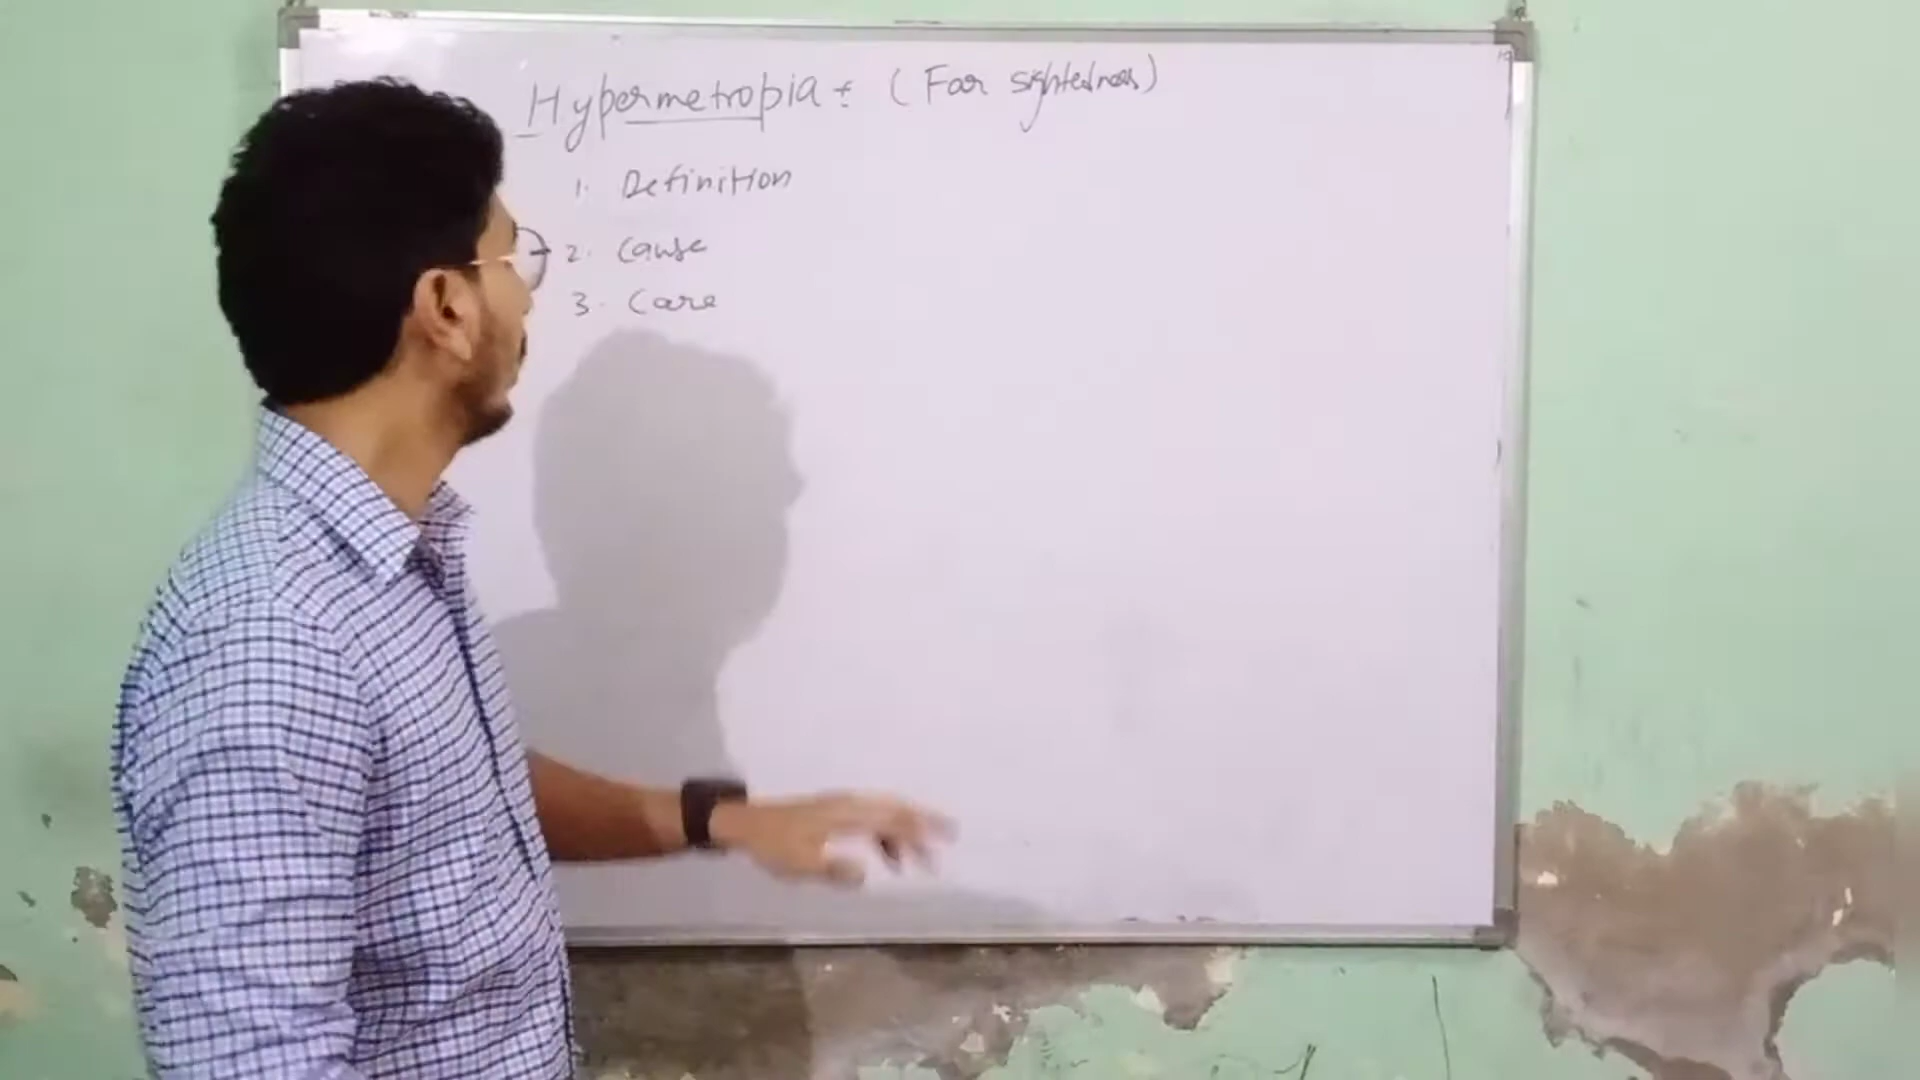 Hypermetropia :- (Far sightedness)
1. Definition
2. Cause
3. Care